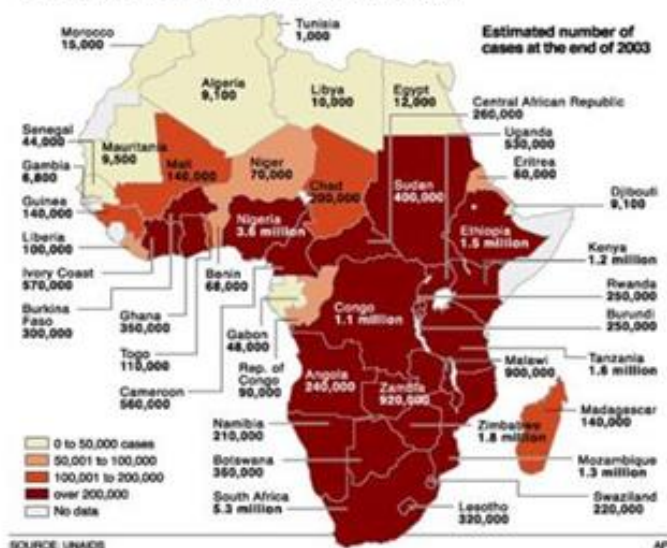 Estimated number of
cases at the end of 2003
Morocco
15,000
Tunisia
1,000
Algeria
9,100
Libya
10,000
Egypt
12,000
Central African Republic
260,000
Uganda
530,000
Eritrea
60,000
Djibouti
9,100
Senegal
44,000
Mauritania
9,500
Mali
140,000
Niger
70,000
Chad
200,000
Sudan
400,000
Gambia
6,800
Guinea
140,000
Nigeria
3.6 million
Ethiopia
1.5 million
Liberia
100,000
Kenya
1.2 million
Ivory Coast
570,000
Benin
68,000
Rwanda
250,000
Burkina
Faso
300,000
Ghana
350,000
Congo
1.1 million
Burundi
250,000
Gabon
48,000
Togo
110,000
Rep. of
Congo
90,000
Malawi
900,000
Tanzania
1.6 million
Cameroon
560,000
Angola
240,000
Zambia
920,000
Madagascar
140,000
Namibia
210,000
Zimbabwe
1.8 million
Botswana
350,000
Mozambique
1.3 million
South Africa
5.3 million
Swaziland
220,000
Lesotho
320,000
0 to 50,000 cases
50,001 to 100,000
100,001 to 200,000
over 200,000
No data
SOURCE: UNAIDS